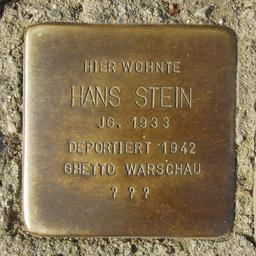 HIER WOHNTE
HANS STEIN
JG. 1933
DEPORTIERT 1942
GHETTO WARSCHAU
? ? ?